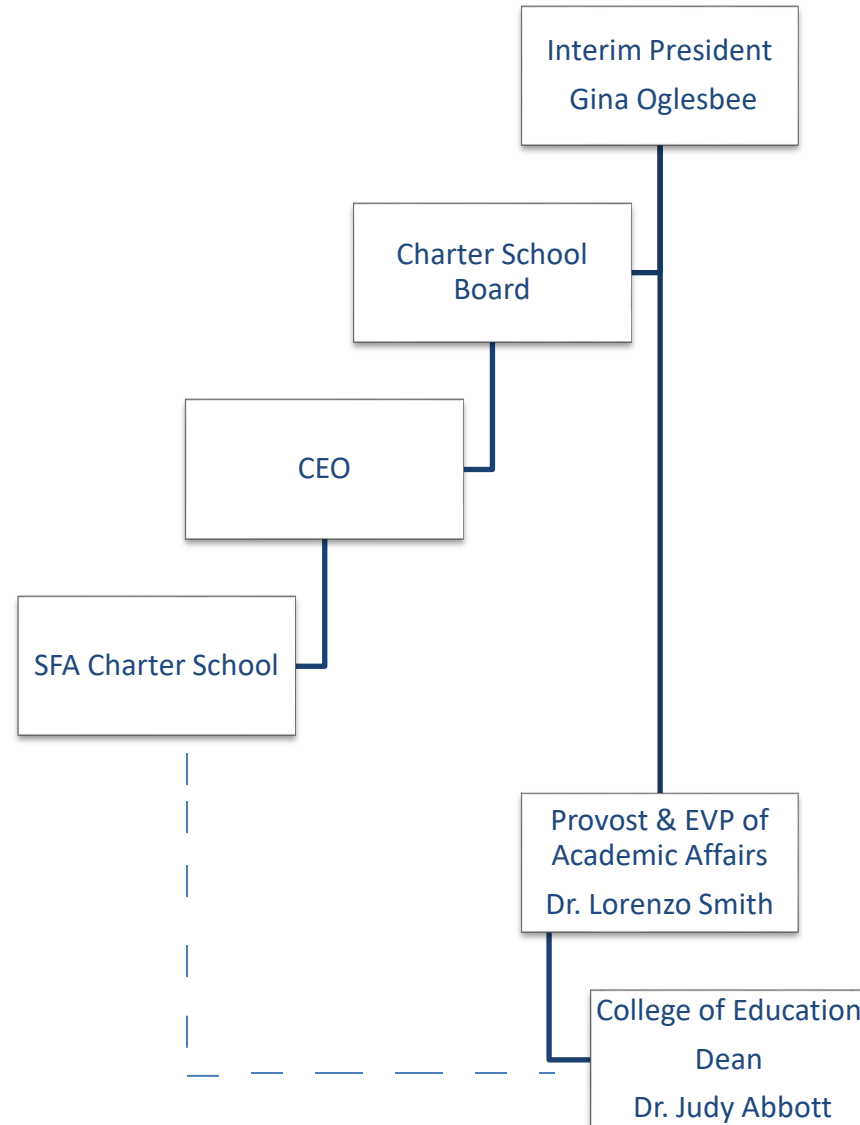 Interim President
Gina Oglesbee
Charter School
Board
CEO
SFA Charter School
Provost & EVP of
Academic Affairs
Dr. Lorenzo Smith
College of Education
Dean
Dr. Judy Abbott